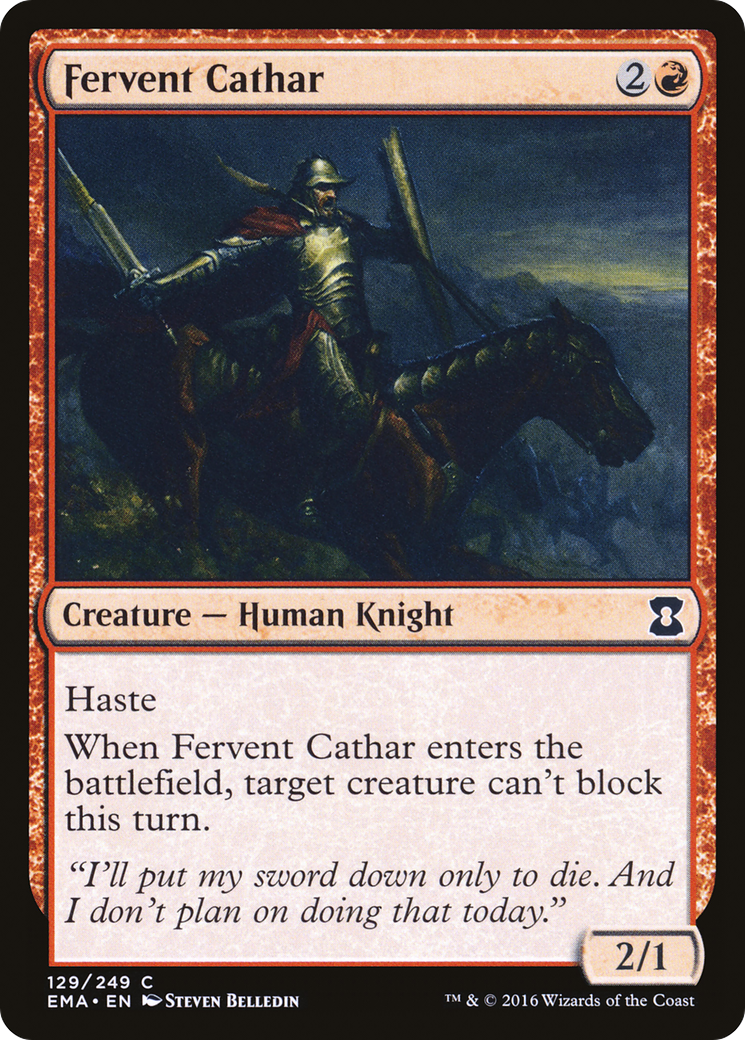 Fervent Cathar 2
Creature — Human Knight
Haste
When Fervent Cathar enters the
battlefield, target creature can't block
this turn.
"I'll put my sword down only to die. And
I don't plan on doing that today."
2/1
129/249 C
EMA • EN Steven Belledin
™ & © 2016 Wizards of the Coast